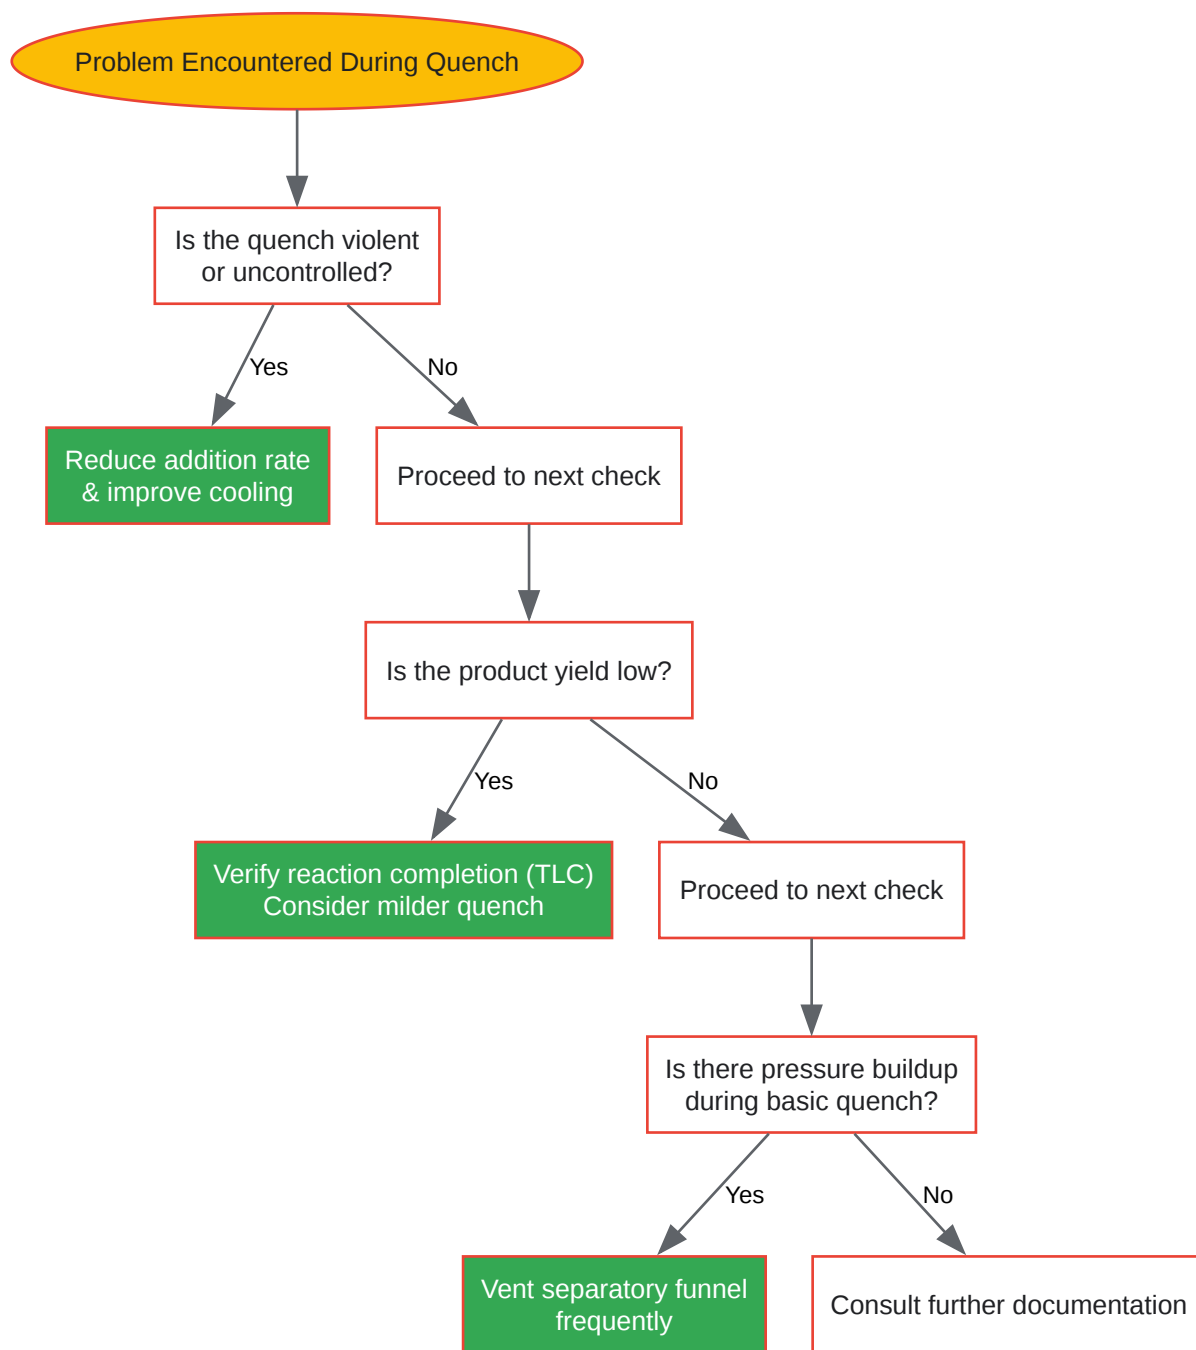 Problem Encountered During Quench
Is the quench violent
or uncontrolled?
Yes
No
Reduce addition rate
& improve cooling
Proceed to next check
Is the product yield low?
Yes
No
Verify reaction completion (TLC)
Consider milder quench
Proceed to next check
Is there pressure buildup
during basic quench?
Yes
No
Vent separatory funnel
frequently
Consult further documentation